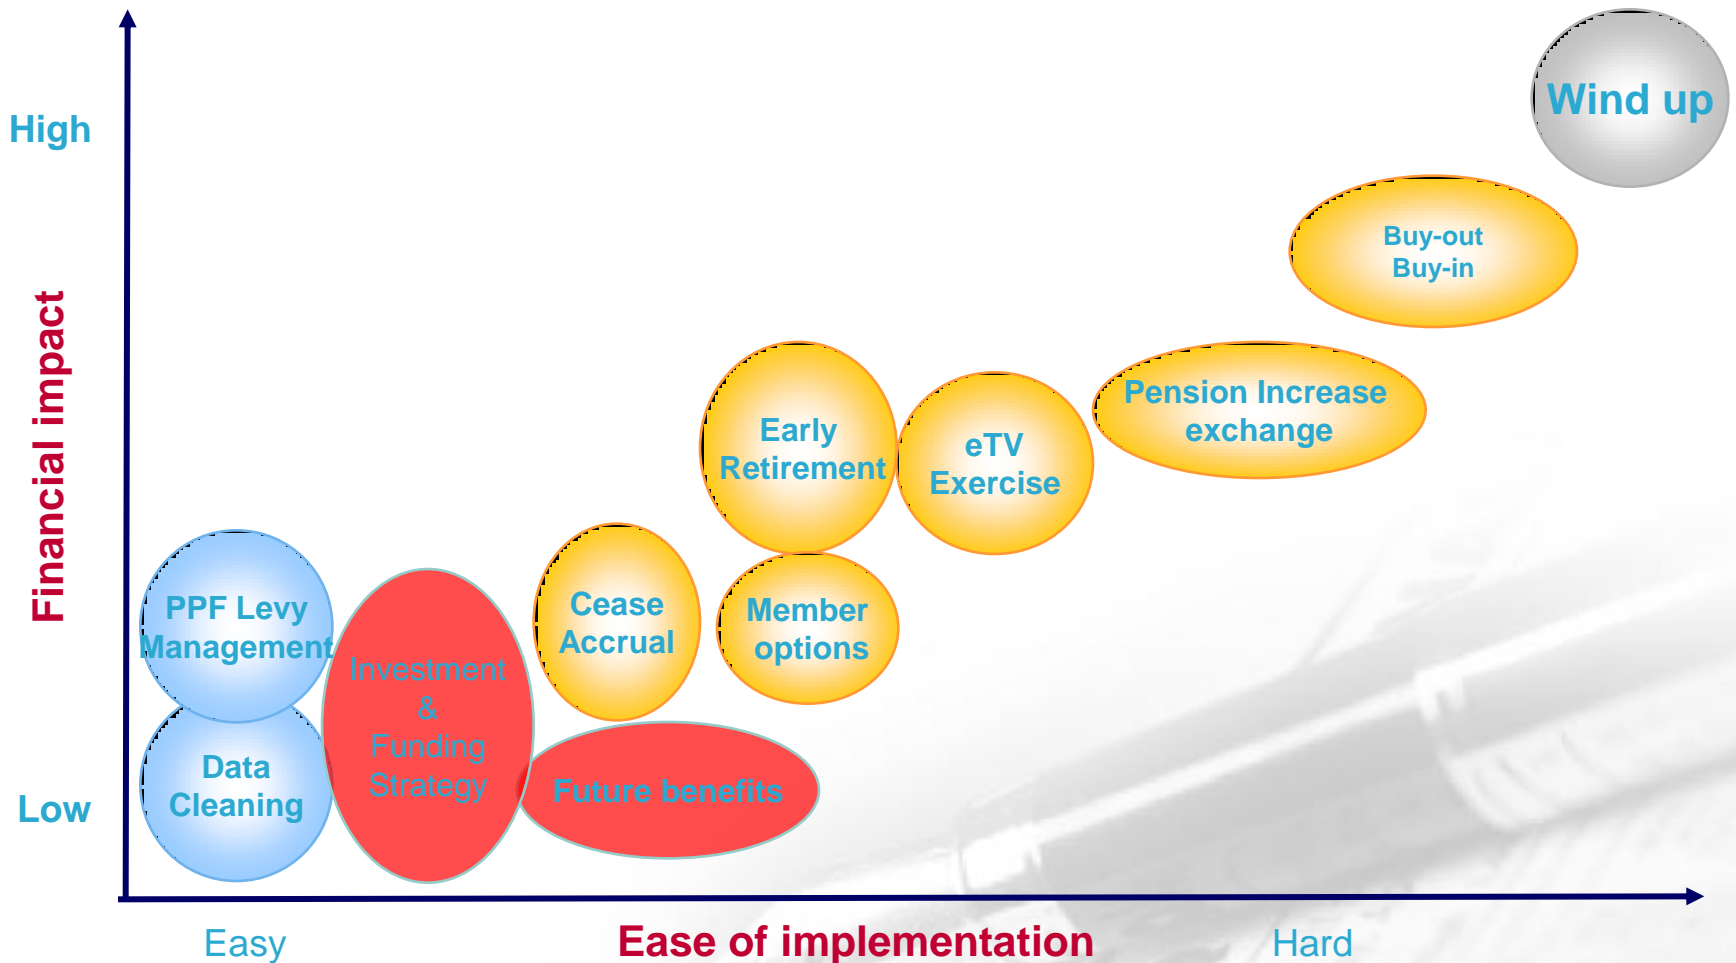 Wind up
High
Buy-out
Buy-in
Financial impact
Pension Increase
exchange
Early
Retirement
eTV
Exercise
PPF Levy
Management
Cease
Accrual
Member
options
Investment
&
Funding
Strategy
Data
Cleaning
Future benefits
Low
Easy
Ease of implementation
Hard